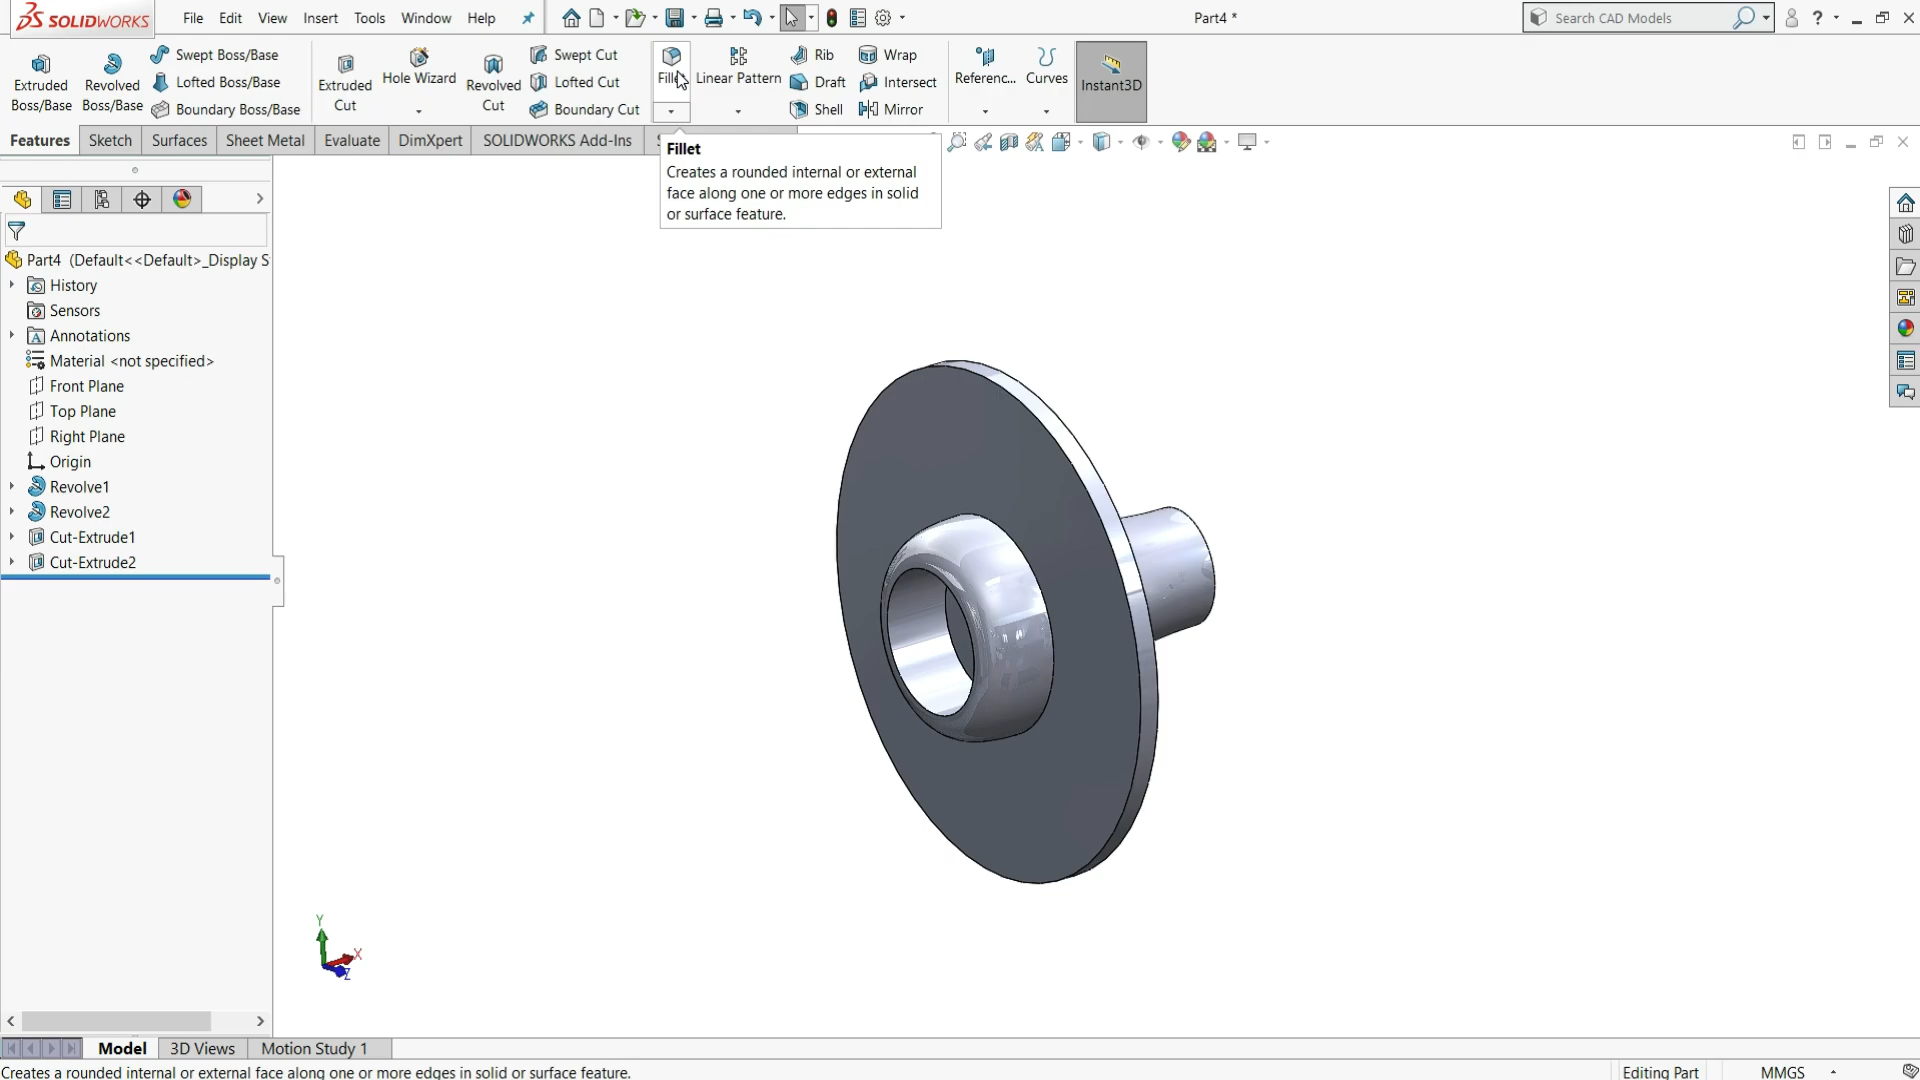 SOLIDWORKS File Edit View Insert Tools Window Help Part4 * Search CAD Models ?
Extruded Boss/Base
Revolved Boss/Base
Swept Boss/Base
Lofted Boss/Base
Boundary Boss/Base
Extruded Cut
Hole Wizard
Revolved Cut
Swept Cut
Lofted Cut
Boundary Cut
Linear Pattern
Rib
Draft
Shell
Wrap
Intersect
Mirror
Referenc...
Curves
Instant3D
Features Sketch Surfaces Sheet Metal Evaluate DimXpert SOLIDWORKS Add-Ins
Fillet
Creates a rounded internal or external
face along one or more edges in solid
or surface feature.
Part4 (Default<<Default>_Display S
History
Sensors
Annotations
Material <not specified>
Front Plane
Top Plane
Right Plane
Origin
Revolve1
Revolve2
Cut-Extrude1
Cut-Extrude2
Y
X
Z
Model 3D Views Motion Study 1
Creates a rounded internal or external face along one or more edges in solid or surface feature. Editing Part MMGS